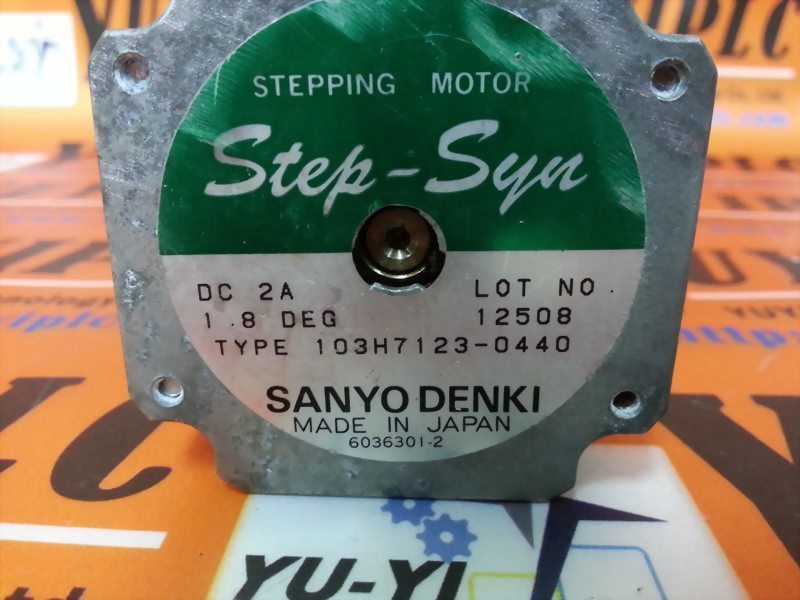 STEPPING MOTOR
Step-Syn
DC 2A LOT NO.
1.8 DEG 12508
TYPE 103H7123-0440
SANYO DENKI
MADE IN JAPAN
6036301-2
YU-YI